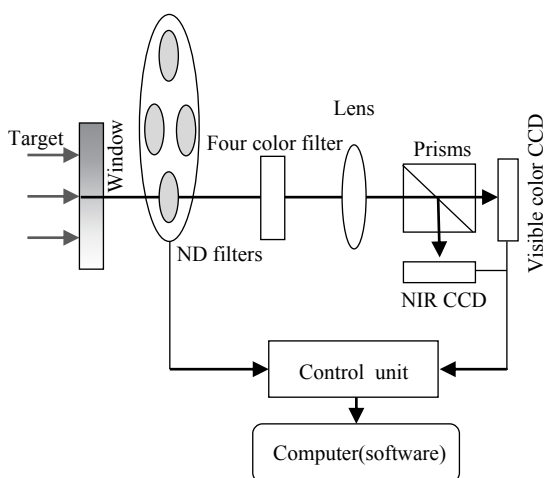 Target
Window
ND filters
Four color filter
Lens
Prisms
NIR CCD
Visible color CCD
Control unit
Computer(software)